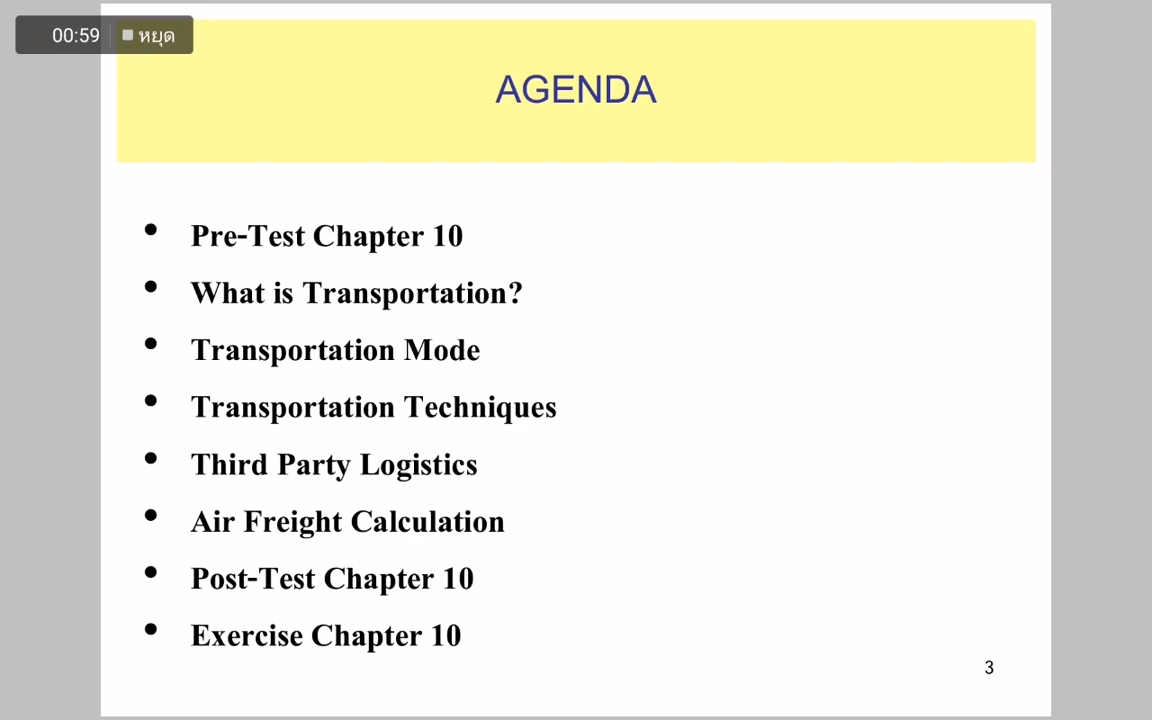 00:59 หยุด
AGENDA
• Pre-Test Chapter 10
• What is Transportation?
• Transportation Mode
• Transportation Techniques
• Third Party Logistics
• Air Freight Calculation
• Post-Test Chapter 10
• Exercise Chapter 10
3